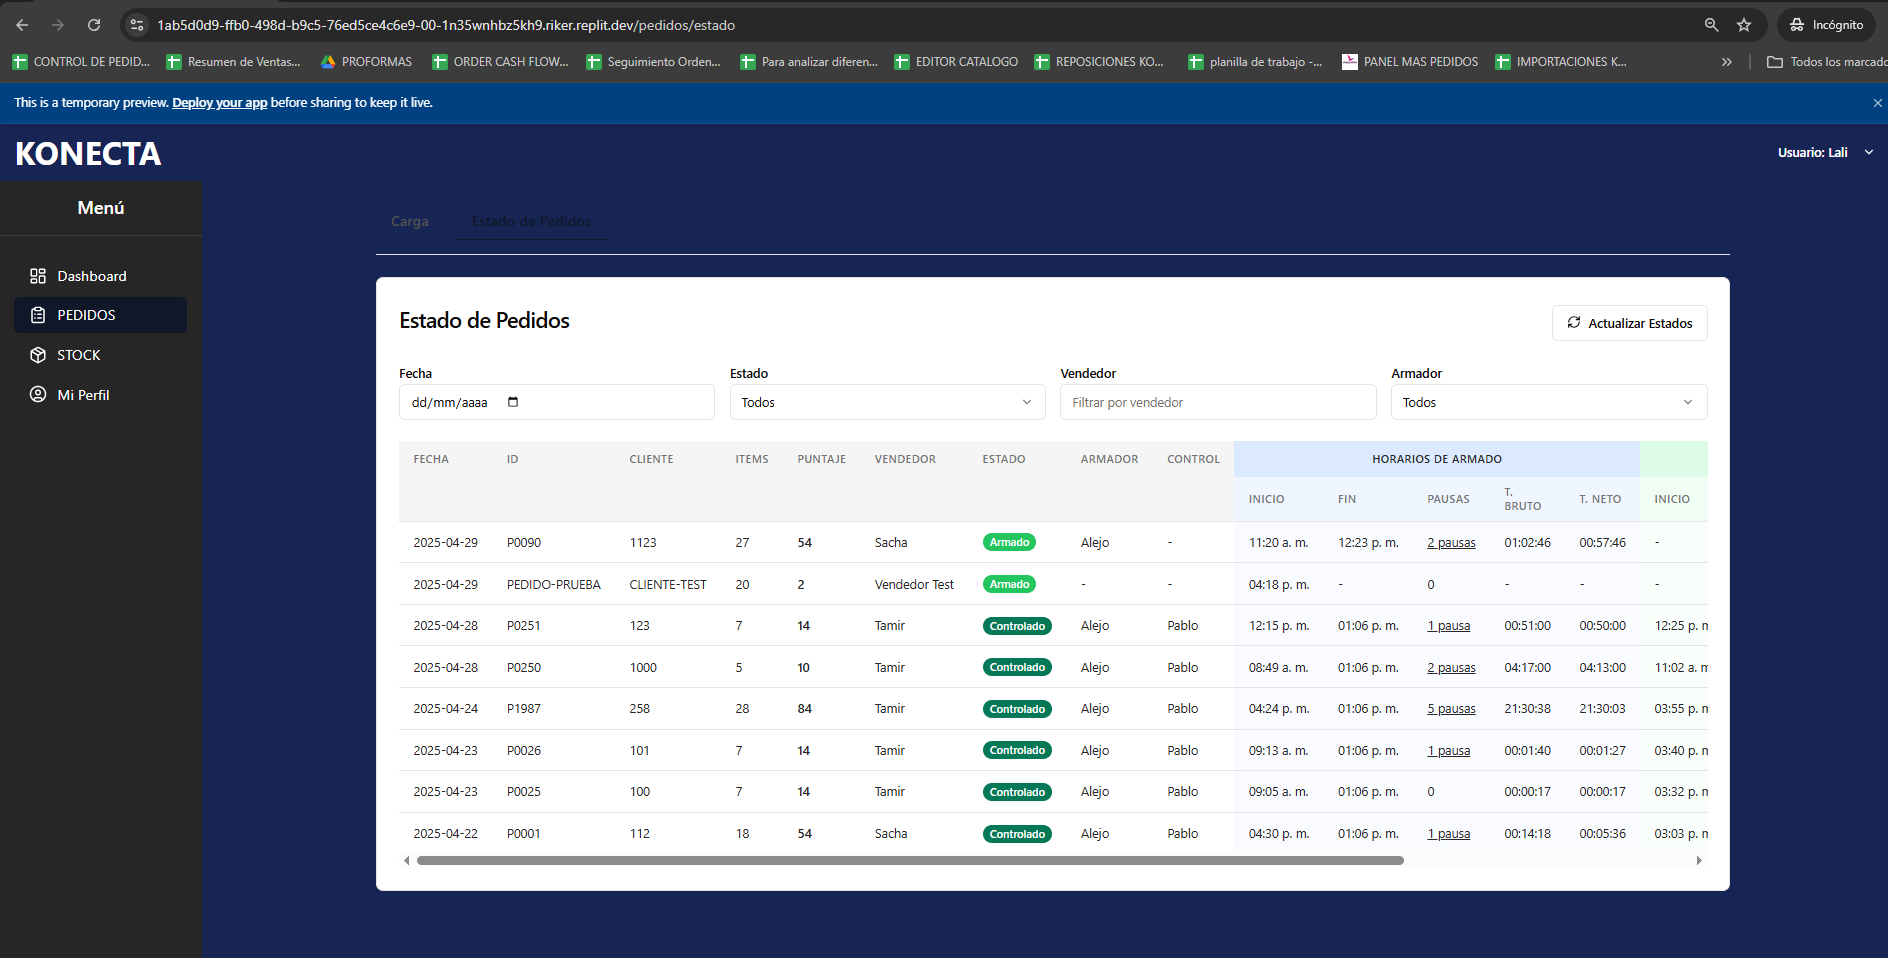 1ab5d0d9-ffb0-498d-b9c5-76ed5ce4c6e9-00-1n35wnhbz5kh9.riker.replit.dev/pedidos/estado
Incógnito
CONTROL DE PEDID... Resumen de Ventas... PROFORMAS ORDER CASH FLOW... Seguimiento Orden... Para analizar diferen... EDITOR CATALOGO REPOSICIONES KO... planilla de trabajo -... PANEL MAS PEDIDOS IMPORTACIONES K... » Todos los marcado
This is a temporary preview. Deploy your app before sharing to keep it live.
KONECTA
Usuario: Lali
Menú
Dashboard
PEDIDOS
STOCK
Mi Perfil
Carga Estado de Pedidos
Estado de Pedidos
Actualizar Estados
Fecha Estado Vendedor Armador
dd/mm/aaaa Todos Filtrar por vendedor Todos
FECHA ID CLIENTE ITEMS PUNTAJE VENDEDOR ESTADO ARMADOR CONTROL HORARIOS DE ARMADO
INICIO FIN PAUSAS T. BRUTO T. NETO INICIO
2025-04-29 P0090 1123 27 54 Sacha Armado Alejo - 11:20 a. m. 12:23 p. m. 2 pausas 01:02:46 00:57:46 -
2025-04-29 PEDIDO-PRUEBA CLIENTE-TEST 20 2 Vendedor Test Armado - - 04:18 p. m. - 0 - - -
2025-04-28 P0251 123 7 14 Tamir Controlado Alejo Pablo 12:15 p. m. 01:06 p. m. 1 pausa 00:51:00 00:50:00 12:25 p. m
2025-04-28 P0250 1000 5 10 Tamir Controlado Alejo Pablo 08:49 a. m. 01:06 p. m. 2 pausas 04:17:00 04:13:00 11:02 a. m
2025-04-24 P1987 258 28 84 Tamir Controlado Alejo Pablo 04:24 p. m. 01:06 p. m. 5 pausas 21:30:38 21:30:03 03:55 p. m
2025-04-23 P0026 101 7 14 Tamir Controlado Alejo Pablo 09:13 a. m. 01:06 p. m. 1 pausa 00:01:40 00:01:27 03:40 p. m
2025-04-23 P0025 100 7 14 Tamir Controlado Alejo Pablo 09:05 a. m. 01:06 p. m. 0 00:00:17 00:00:17 03:32 p. m
2025-04-22 P0001 112 18 54 Sacha Controlado Alejo Pablo 04:30 p. m. 01:06 p. m. 1 pausa 00:14:18 00:05:36 03:03 p. m